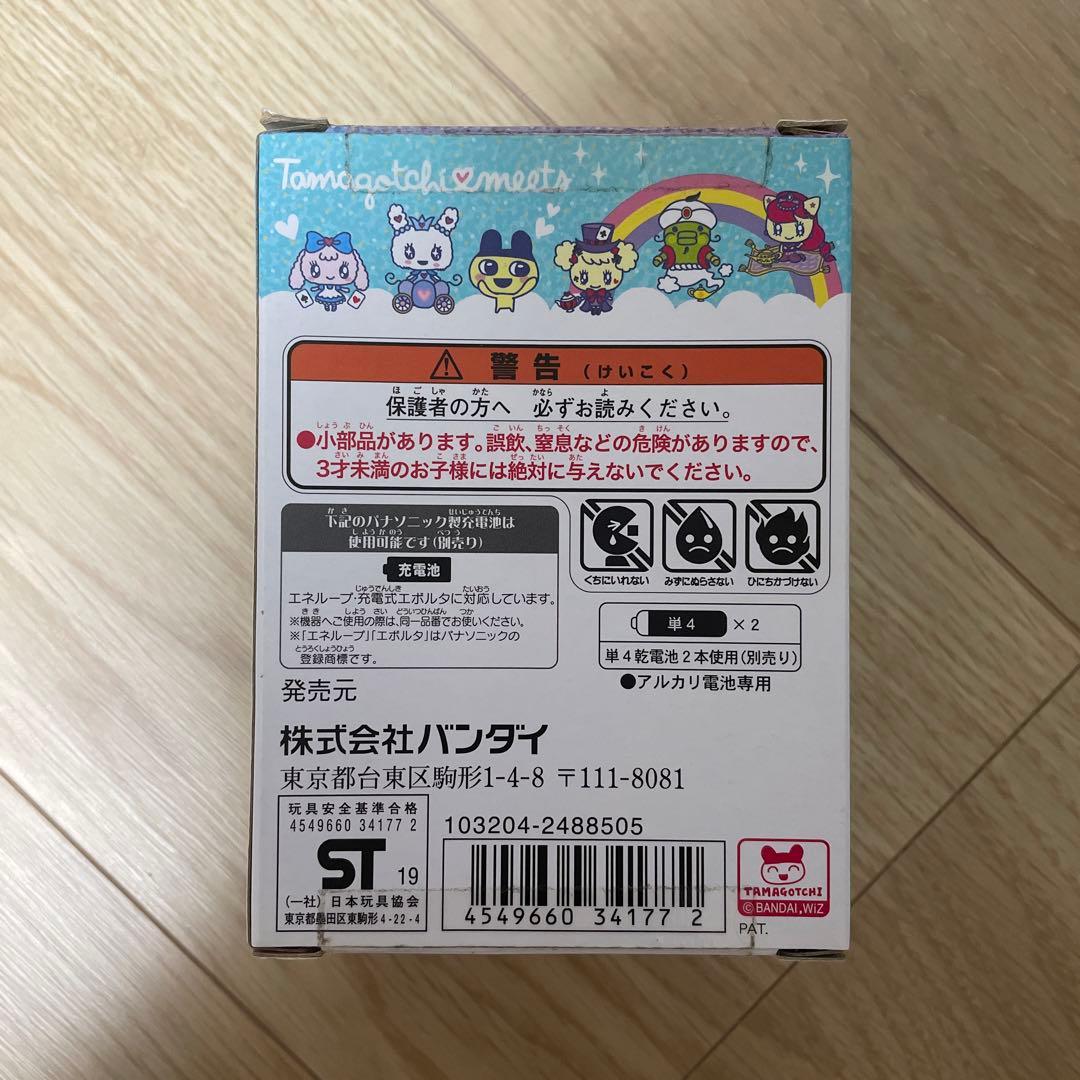 Tamagotchi meets
警告 (けいこく)
保護者の方へ 必ずお読みください。
●小部品があります。誤飲、窒息などの危険がありますので、
3才未満のお子様には絶対に与えないでください。
下記のパナソニック製充電池は
使用可能です(別売り)
充電池
エネループ・充電式エボルタに対応しています。
※機器へご使用の際は、同一品番でお使いください。
※「エネループ」「エボルタ」はパナソニックの
登録商標です。
くちにいれない みずにぬらさない ひにちかづけない
単4 ×2
単4乾電池2本使用(別売り)
●アルカリ電池専用
発売元
株式会社バンダイ
東京都台東区駒形1-4-8 〒111-8081
玩具安全基準合格
4549660 34177 2
ST 19
(一社) 日本玩具協会
東京都墨田区東駒形4-22-4
103204-2488505
4549660 341772
TAMAGOTCHI
©BANDAI,WiZ
PAT.